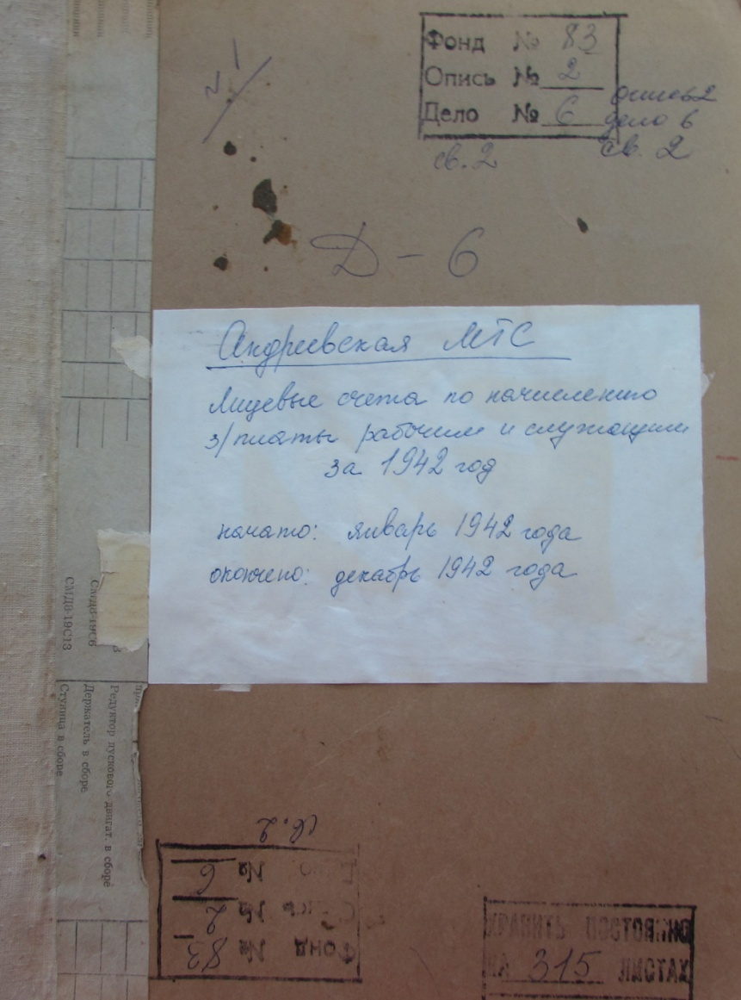 Фонд № 83
Опись № 2
Дело № 6
опись 2
дело 6
св. 2
св. 2
Д - 6
Андреевская МТС
Лицевые счета по начислению
з/платы рабочим и служащим
за 1942 год
начато: январь 1942 года
окончено: декабрь 1942 года
СМД8-19С6
СМД8-19С13
Редуктор пускового двигат. в сборе
Держатель в сборе
Ступица в сборе
св. 2
Фонд № 83
Опись № 2
Дело № 6
ХРАНИТЬ ПОСТОЯННО
НА 315 ЛИСТАХ